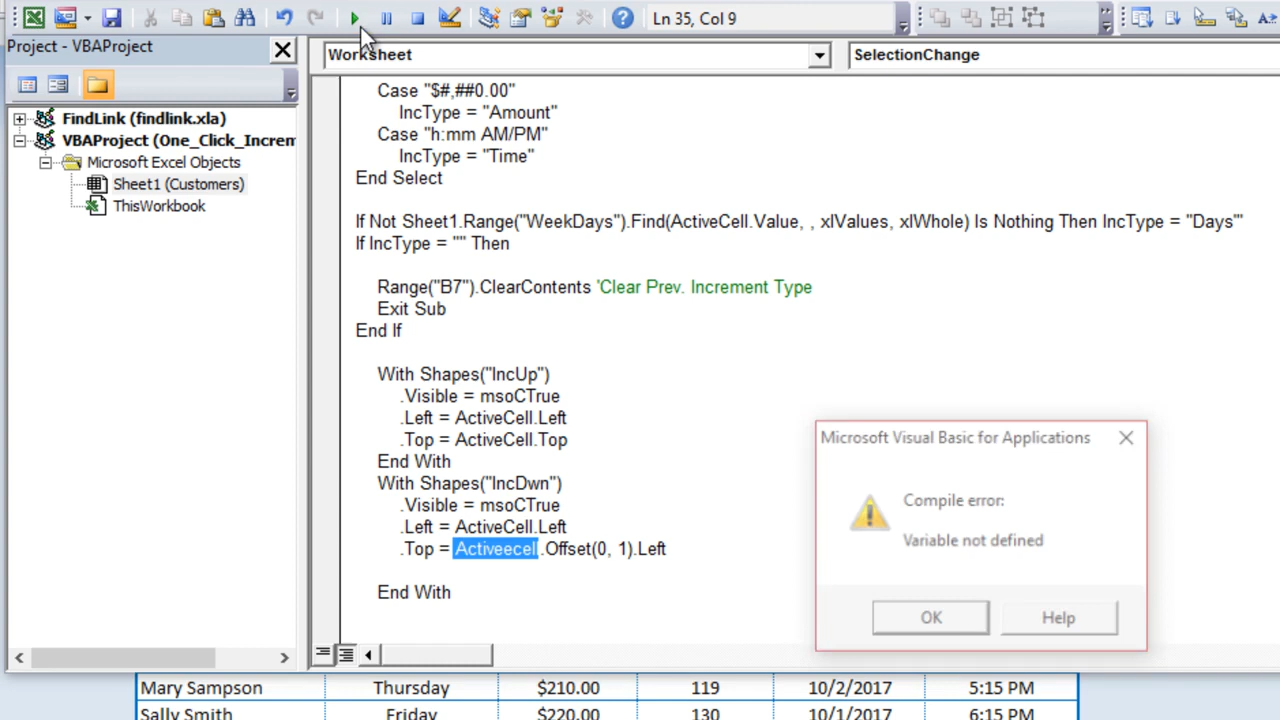 Ln 35, Col 9
Project - VBAProject
Worksheet
SelectionChange
FindLink (findlink.xla)
VBAProject (One_Click_Increm
Microsoft Excel Objects
Sheet1 (Customers)
ThisWorkbook
Case "$#,##0.00"
IncType = "Amount"
Case "h:mm AM/PM"
IncType = "Time"
End Select
If Not Sheet1.Range("WeekDays").Find(ActiveCell.Value, , xlValues, xlWhole) Is Nothing Then IncType = "Days'"
If IncType = "" Then
Range("B7").ClearContents 'Clear Prev. Increment Type
Exit Sub
End If
With Shapes("IncUp")
.Visible = msoCTrue
.Left = ActiveCell.Left
.Top = ActiveCell.Top
End With
With Shapes("IncDwn")
.Visible = msoCTrue
.Left = ActiveCell.Left
.Top = Activeecell.Offset(0, 1).Left
End With
Microsoft Visual Basic for Applications
Compile error:
Variable not defined
OK
Help
Mary Sampson Thursday $210.00 119 10/2/2017 5:15 PM
Sally Smith Friday $220.00 130 10/1/2017 6:15 PM